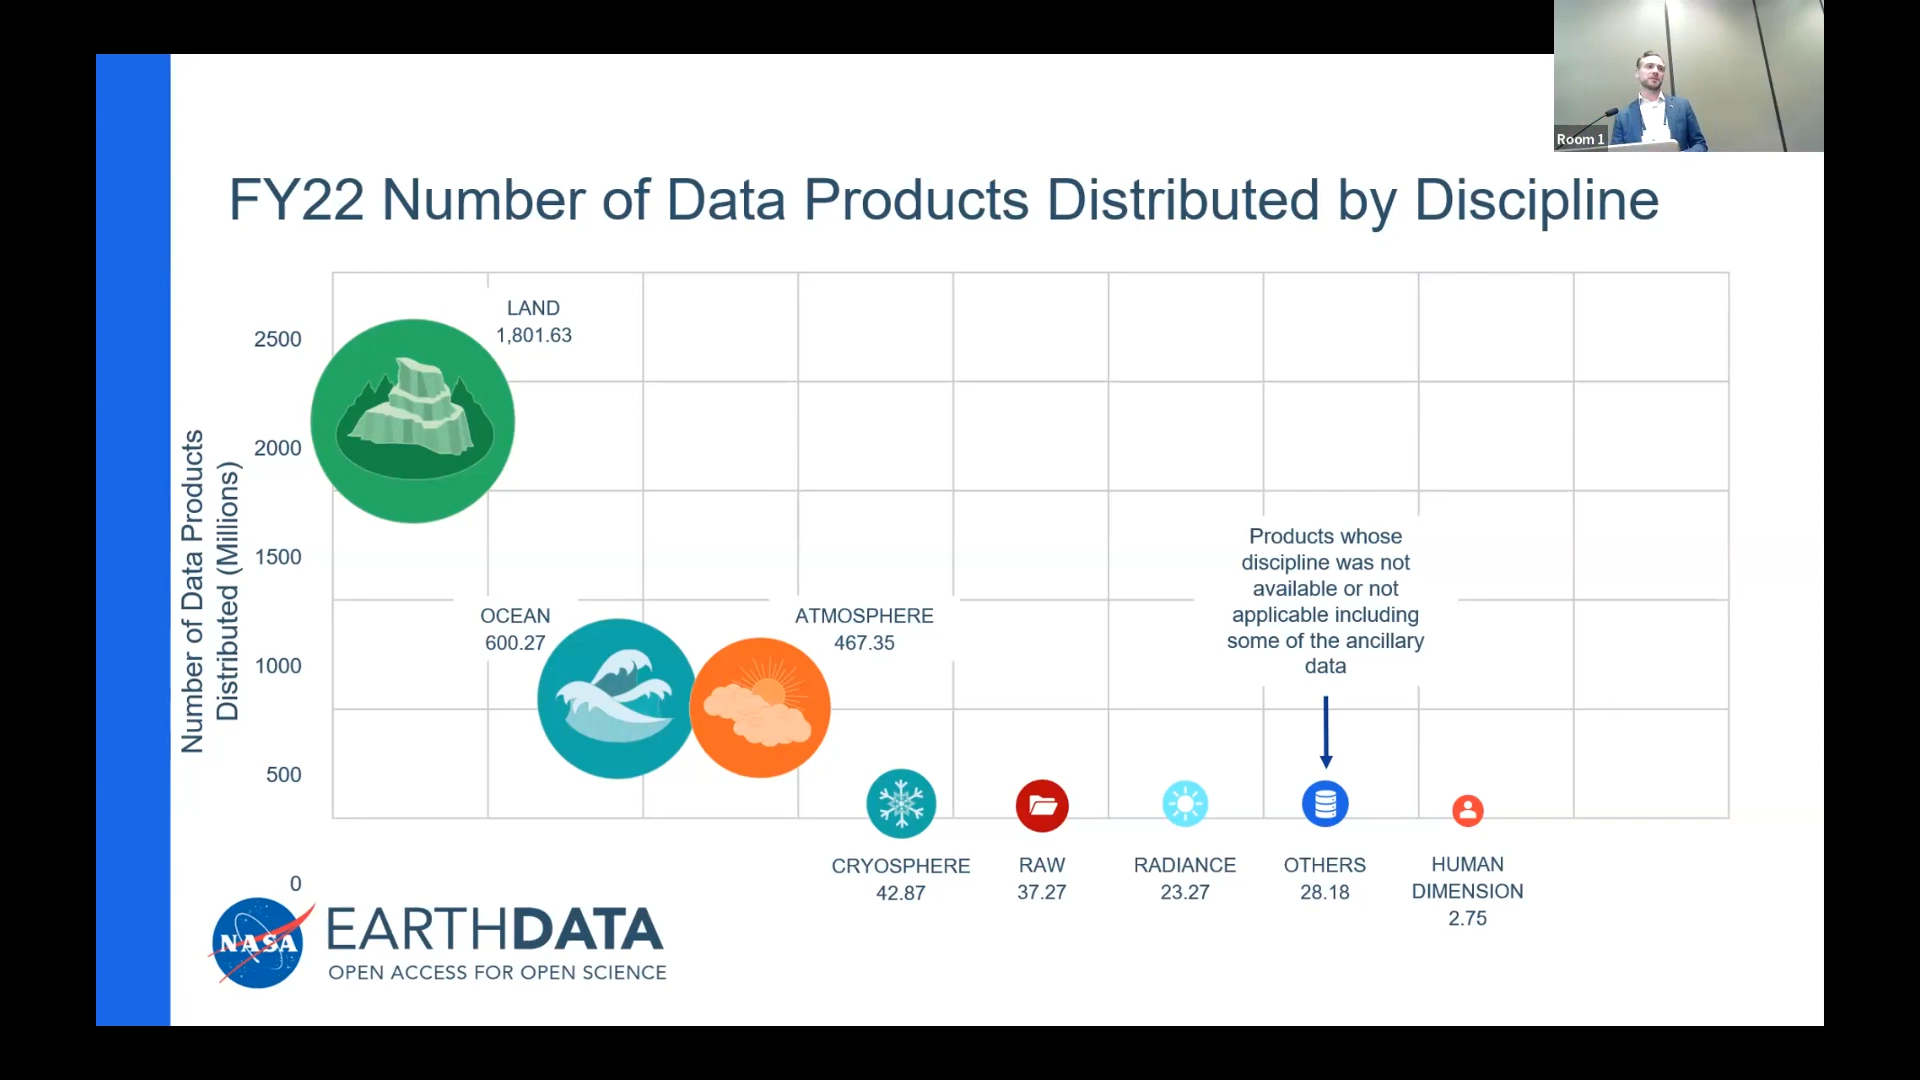 Room 1
FY22 Number of Data Products Distributed by Discipline
Number of Data Products
Distributed (Millions)
2500
2000
1500
1000
500
0
LAND
1,801.63
OCEAN
600.27
ATMOSPHERE
467.35
Products whose
discipline was not
available or not
applicable including
some of the ancillary
data
CRYOSPHERE
42.87
RAW
37.27
RADIANCE
23.27
OTHERS
28.18
HUMAN
DIMENSION
2.75
NASA
EARTHDATA
OPEN ACCESS FOR OPEN SCIENCE